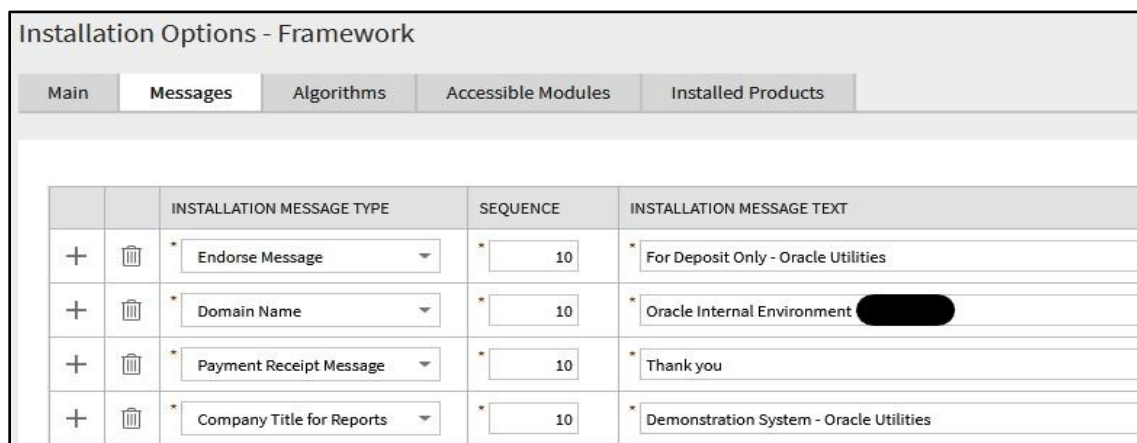 Installation Options - Framework
Main Messages Algorithms Accessible Modules Installed Products
INSTALLATION MESSAGE TYPE SEQUENCE INSTALLATION MESSAGE TEXT
* Endorse Message * 10 * For Deposit Only - Oracle Utilities
* Domain Name * 10 * Oracle Internal Environment
* Payment Receipt Message * 10 * Thank you
* Company Title for Reports * 10 * Demonstration System - Oracle Utilities